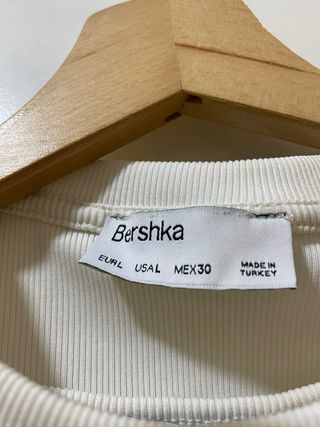 Bershka
EUR L USA L MEX 30 MADE IN
TURKEY